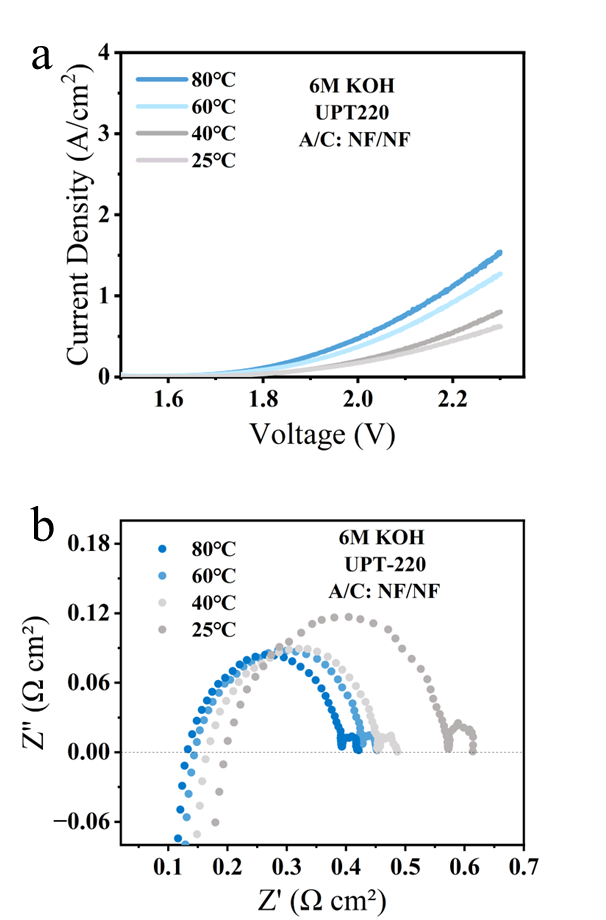 a
4
3
2
1
0
Current Density (A/cm²)
80℃
60℃
40℃
25℃
6M KOH
UPT220
A/C: NF/NF
1.6
1.8
2.0
2.2
Voltage (V)
b
0.18
0.12
0.06
0.00
−0.06
Z" (Ω cm²)
80℃
60℃
40℃
25℃
6M KOH
UPT-220
A/C: NF/NF
0.1
0.2
0.3
0.4
0.5
0.6
0.7
Z' (Ω cm²)